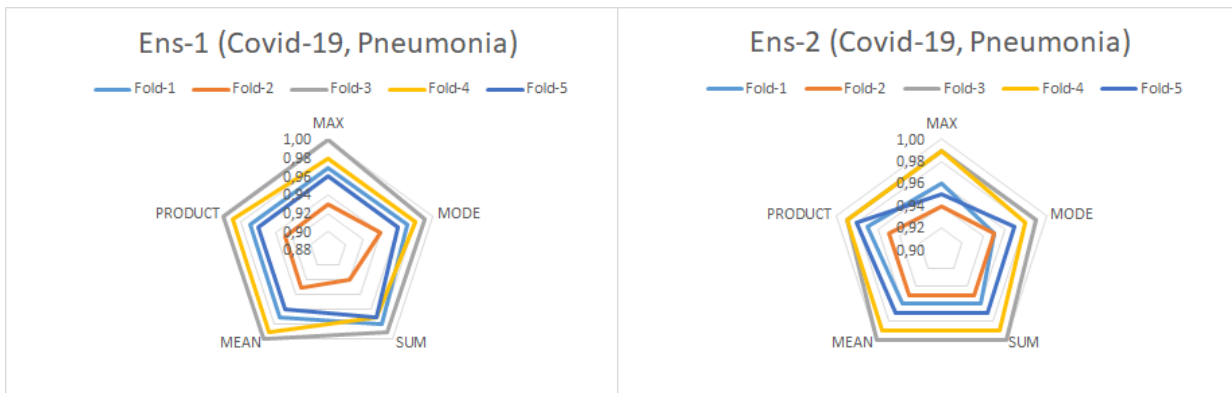 Ens-1 (Covid-19, Pneumonia)
Fold-1 Fold-2 Fold-3 Fold-4 Fold-5
MAX
1,00
0,98
0,96
0,94
0,92
0,90
0,88
PRODUCT
MODE
MEAN
SUM
Ens-2 (Covid-19, Pneumonia)
Fold-1 Fold-2 Fold-3 Fold-4 Fold-5
MAX
1,00
0,98
0,96
0,94
0,92
0,90
PRODUCT
MODE
MEAN
SUM